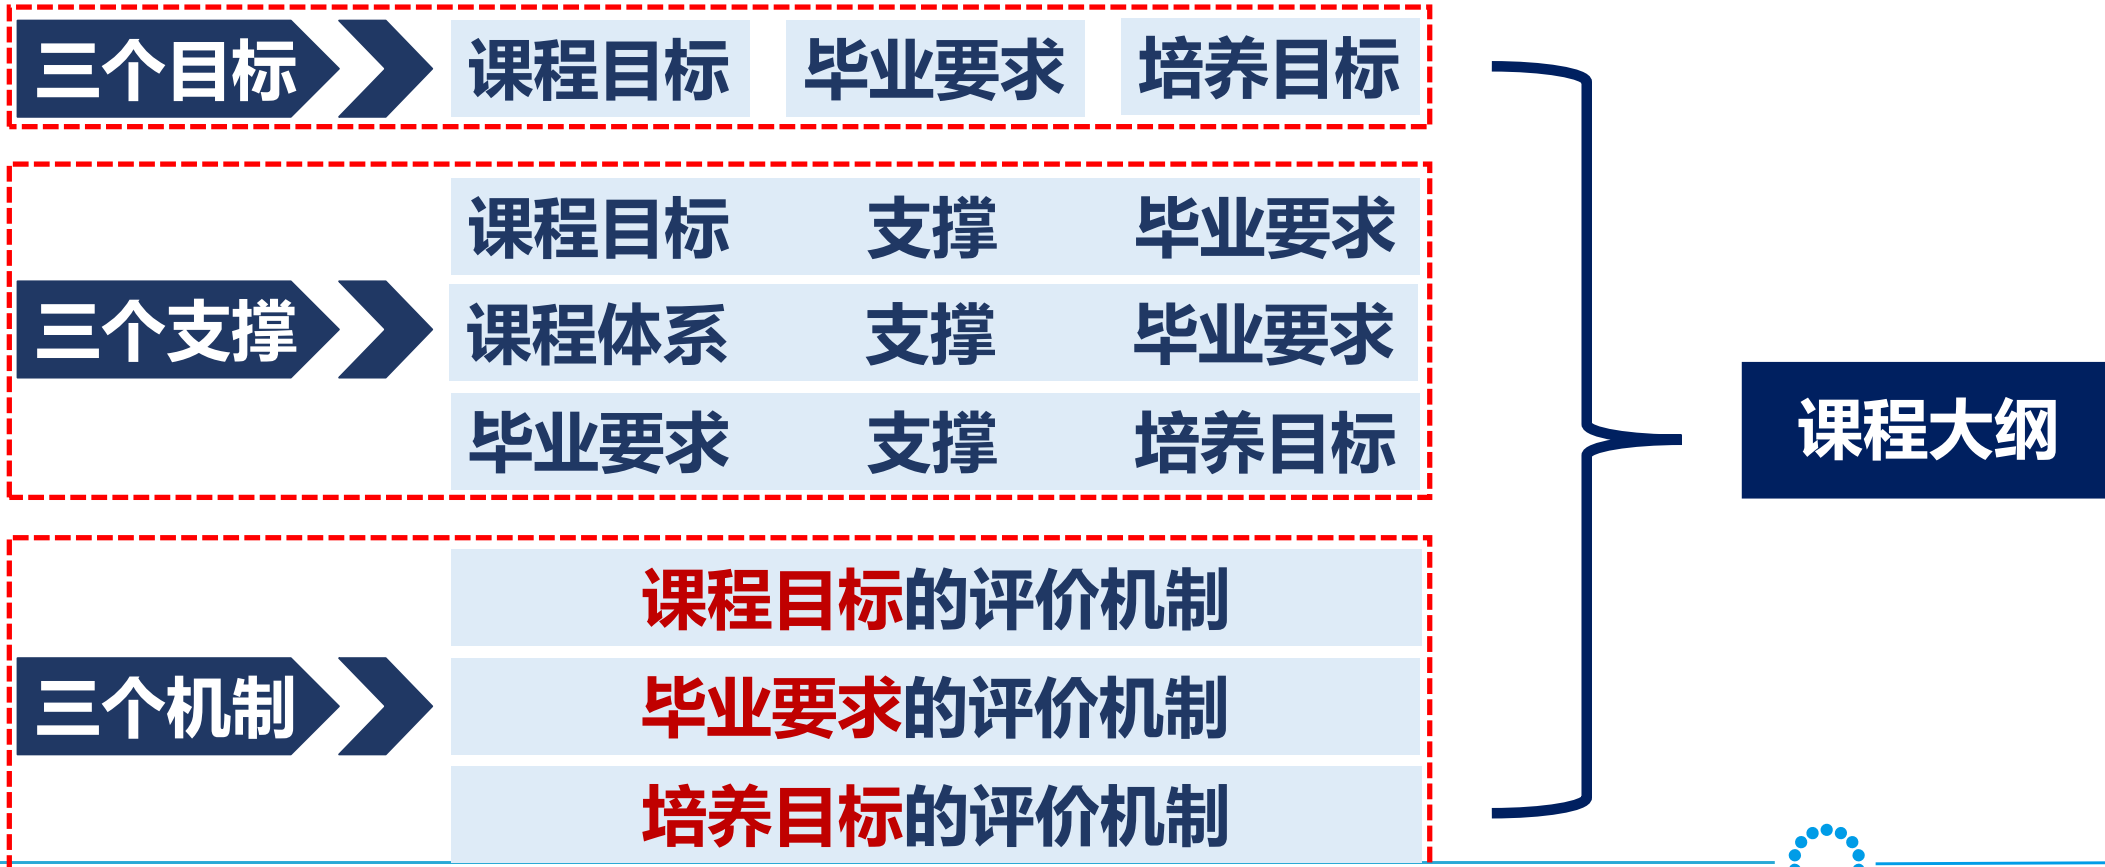 三个目标 课程目标 毕业要求 培养目标
课程目标 支撑 毕业要求
三个支撑 课程体系 支撑 毕业要求
毕业要求 支撑 培养目标
课程大纲
课程目标的评价机制
三个机制 毕业要求的评价机制
培养目标的评价机制